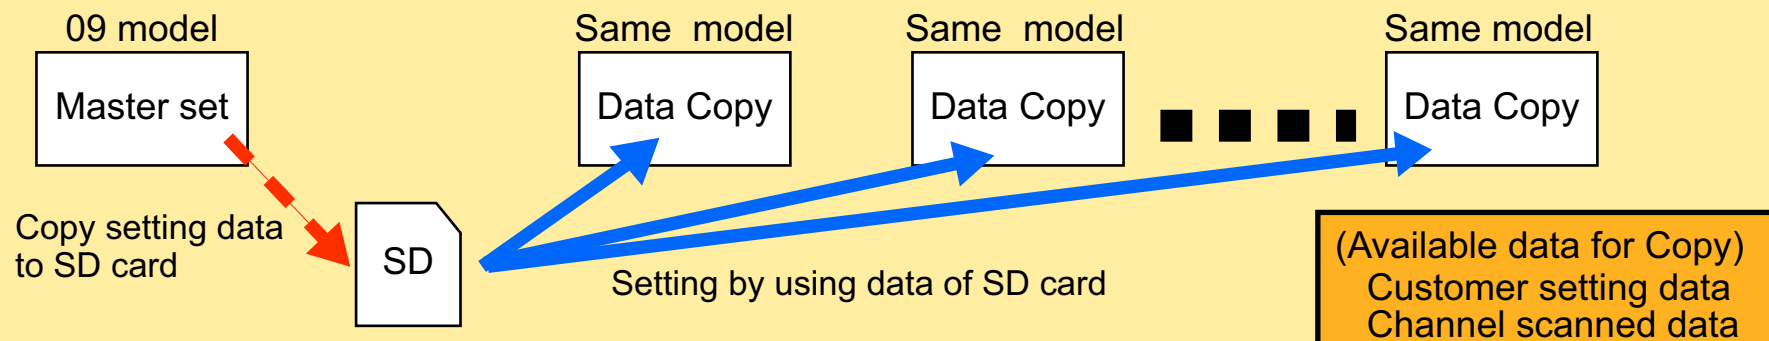 09 model
Same model
Same model
Same model
Master set
Data Copy
Data Copy
Data Copy
Copy setting data
to SD card
SD
Setting by using data of SD card
(Available data for Copy)
Customer setting data
Channel scanned data